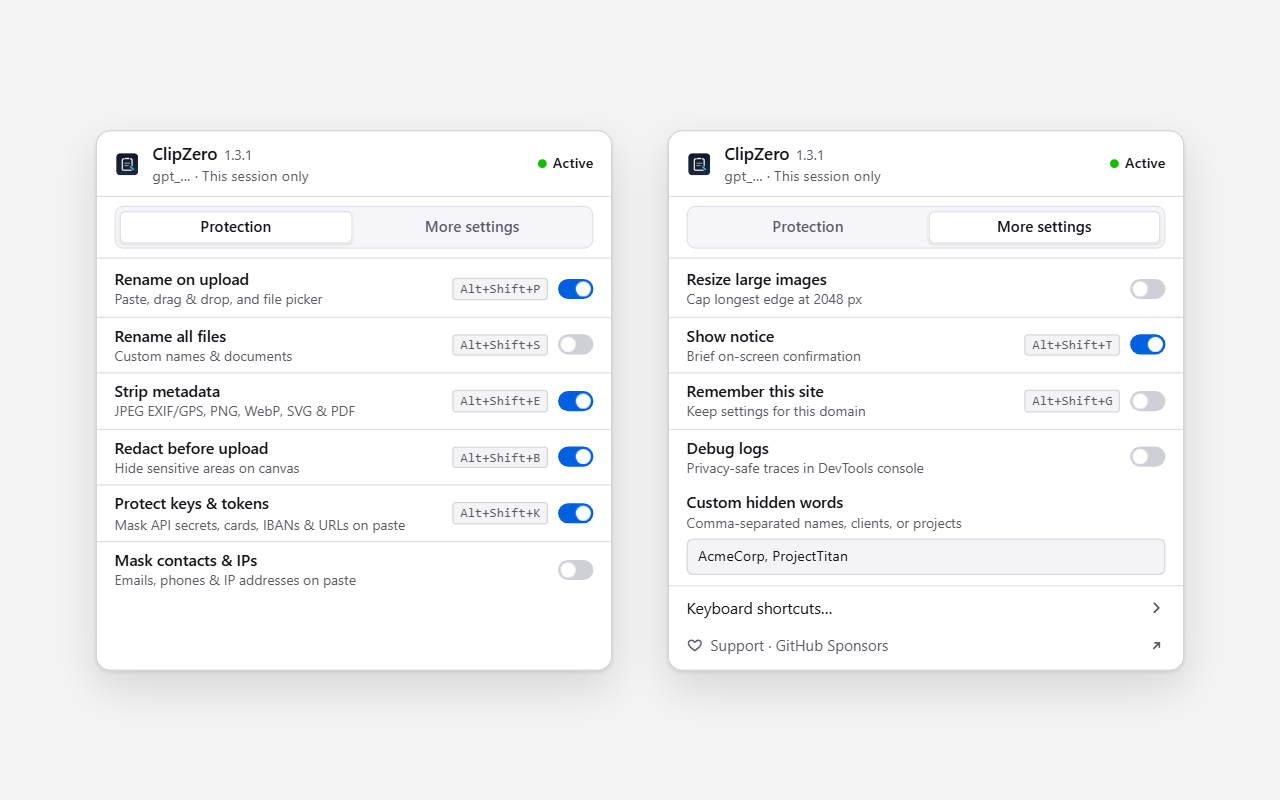 ClipZero 1.3.1
gpt_... · This session only
Active
Protection
More settings
Rename on upload
Paste, drag & drop, and file picker
Alt+Shift+P
Rename all files
Custom names & documents
Alt+Shift+S
Strip metadata
JPEG EXIF/GPS, PNG, WebP, SVG & PDF
Alt+Shift+E
Redact before upload
Hide sensitive areas on canvas
Alt+Shift+B
Protect keys & tokens
Mask API secrets, cards, IBANs & URLs on paste
Alt+Shift+K
Mask contacts & IPs
Emails, phones & IP addresses on paste
ClipZero 1.3.1
gpt_... · This session only
Active
Protection
More settings
Resize large images
Cap longest edge at 2048 px
Show notice
Brief on-screen confirmation
Alt+Shift+T
Remember this site
Keep settings for this domain
Alt+Shift+G
Debug logs
Privacy-safe traces in DevTools console
Custom hidden words
Comma-separated names, clients, or projects
AcmeCorp, ProjectTitan
Keyboard shortcuts...
Support · GitHub Sponsors